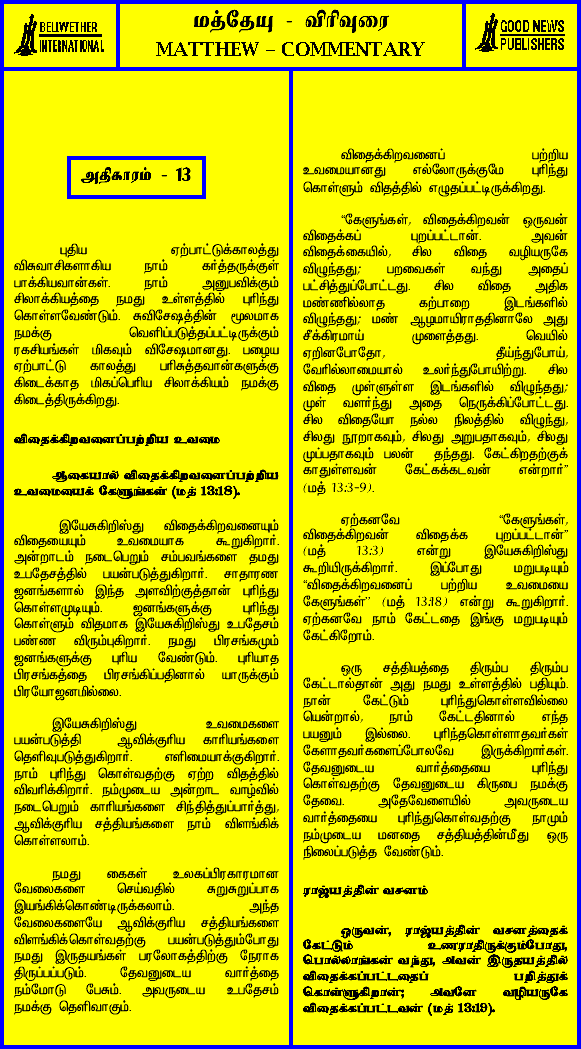 BELLWETHER
INTERNATIONAL
மத்தேயு - விரிவுரை
MATTHEW – COMMENTARY
GOOD NEWS
PUBLISHERS
அதிகாரம் - 13
புதிய ஏற்பாட்டுக்காலத்து
விசுவாசிகளாகிய நாம் கர்த்தருக்குள்
பாக்கியவான்கள். நாம் அனுபவிக்கும்
சிலாக்கியத்தை நமது உள்ளத்தில் புரிந்து
கொள்ளவேண்டும். சுவிசேஷத்தின் மூலமாக
நமக்கு வெளிப்படுத்தப்பட்டிருக்கும்
ரகசியங்கள் மிகவும் விசேஷமானது. பழைய
ஏற்பாட்டு காலத்து பரிசுத்தவான்களுக்கு
கிடைக்காத மிகப்பெரிய சிலாக்கியம் நமக்கு
கிடைத்திருக்கிறது.
விதைக்கிறவனைப்பற்றிய உவமை
ஆகையால் விதைக்கிறவனைப்பற்றிய
உவமையைக் கேளுங்கள் (மத் 13:18).
இயேசுகிறிஸ்து விதைக்கிறவனையும்
விதையையும் உவமையாக கூறுகிறார்.
அன்றாடம் நடைபெறும் சம்பவங்களை தமது
உபதேசத்தில் பயன்படுத்துகிறார். சாதாரண
ஜனங்களால் இந்த அளவிற்குத்தான் புரிந்து
கொள்ளமுடியும். ஜனங்களுக்கு புரிந்து
கொள்ளும் விதமாக இயேசுகிறிஸ்து உபதேசம்
பண்ண விரும்புகிறார். நமது பிரசங்கமும்
ஜனங்களுக்கு புரிய வேண்டும். புரியாத
பிரசங்கத்தை பிரசங்கிப்பதினால் யாருக்கும்
பிரயோஜனமில்லை.
இயேசுகிறிஸ்து உவமைகளை
பயன்படுத்தி ஆவிக்குரிய காரியங்களை
தெளிவுபடுத்துகிறார். எளிமையாக்குகிறார்.
நாம் புரிந்து கொள்வதற்கு ஏற்ற விதத்தில்
விவரிக்கிறார். நம்முடைய அன்றாட வாழ்வில்
நடைபெறும் காரியங்களை சிந்தித்துப்பார்த்து,
ஆவிக்குரிய சத்தியங்களை நாம் விளங்கிக்
கொள்ளலாம்.
நமது கைகள் உலகப்பிரகாரமான
வேலைகளை செய்வதில் சுறுசுறுப்பாக
இயங்கிக்கொண்டிருக்கலாம். அந்த
வேலைகளையே ஆவிக்குரிய சத்தியங்களை
விளங்கிக்கொள்வதற்கு பயன்படுத்தும்போது
நமது இருதயங்கள் பரலோகத்திற்கு நேராக
திருப்பப்படும். தேவனுடைய வார்த்தை
நம்மோடு பேசும். அவருடைய உபதேசம்
நமக்கு தெளிவாகும்.
விதைக்கிறவனைப் பற்றிய
உவமையானது எல்லோருக்குமே புரிந்து
கொள்ளும் விதத்தில் எழுதப்பட்டிருக்கிறது.
“கேளுங்கள், விதைக்கிறவன் ஒருவன்
விதைக்கப் புறப்பட்டான். அவன்
விதைக்கையில், சில விதை வழியருகே
விழுந்தது; பறவைகள் வந்து அதைப்
பட்சித்துப்போட்டது. சில விதை அதிக
மண்ணில்லாத கற்பாறை இடங்களில்
விழுந்தது; மண் ஆழமாயிராததினாலே அது
சீக்கிரமாய் முளைத்தது. வெயில்
ஏறினபோதோ, தீய்ந்துபோய்,
வேரில்லாமையால் உலர்ந்துபோயிற்று. சில
விதை முள்ளுள்ள இடங்களில் விழுந்தது;
முள் வளர்ந்து அதை நெருக்கிப்போட்டது.
சில விதையோ நல்ல நிலத்தில் விழுந்து,
சிலது நூறாகவும், சிலது அறுபதாகவும், சிலது
முப்பதாகவும் பலன் தந்தது. கேட்கிறதற்குக்
காதுள்ளவன் கேட்கக்கடவன் என்றார்”
(மத் 13:3-9).
ஏற்கனவே “கேளுங்கள்,
விதைக்கிறவன் விதைக்க புறப்பட்டான்”
(மத் 13:3) என்று இயேசுகிறிஸ்து
கூறியிருக்கிறார். இப்போது மறுபடியும்
“விதைக்கிறவனைப் பற்றிய உவமையை
கேளுங்கள்” (மத் 13:18) என்று கூறுகிறார்.
ஏற்கனவே நாம் கேட்டதை இங்கு மறுபடியும்
கேட்கிறோம்.
ஒரு சத்தியத்தை திரும்ப திரும்ப
கேட்டால்தான் அது நமது உள்ளத்தில் பதியும்.
நான் கேட்டும் புரிந்துகொள்ளவில்லை
யென்றால், நாம் கேட்டதினால் எந்த
பயனும் இல்லை. புரிந்தகொள்ளாதவர்கள்
கேளாதவர்களைப்போலவே இருக்கிறார்கள்.
தேவனுடைய வார்த்தையை புரிந்து
கொள்வதற்கு தேவனுடைய கிருபை நமக்கு
தேவை. அதேவேளையில் அவருடைய
வார்த்தையை புரிந்துகொள்வதற்கு நாமும்
நம்முடைய மனதை சத்தியத்தின்மீது ஒரு
நிலைப்படுத்த வேண்டும்.
ராஜ்யத்தின் வசனம்
ஒருவன், ராஜ்யத்தின் வசனத்தைக்
கேட்டும் உணராதிருக்கும்போது,
பொல்லாங்கன் வந்து, அவன் இருதயத்தில்
விதைக்கப்பட்டதைப் பறித்துக்
கொள்ளுகிறான்; அவனே வழியருகே
விதைக்கப்பட்டவன் (மத் 13:19).